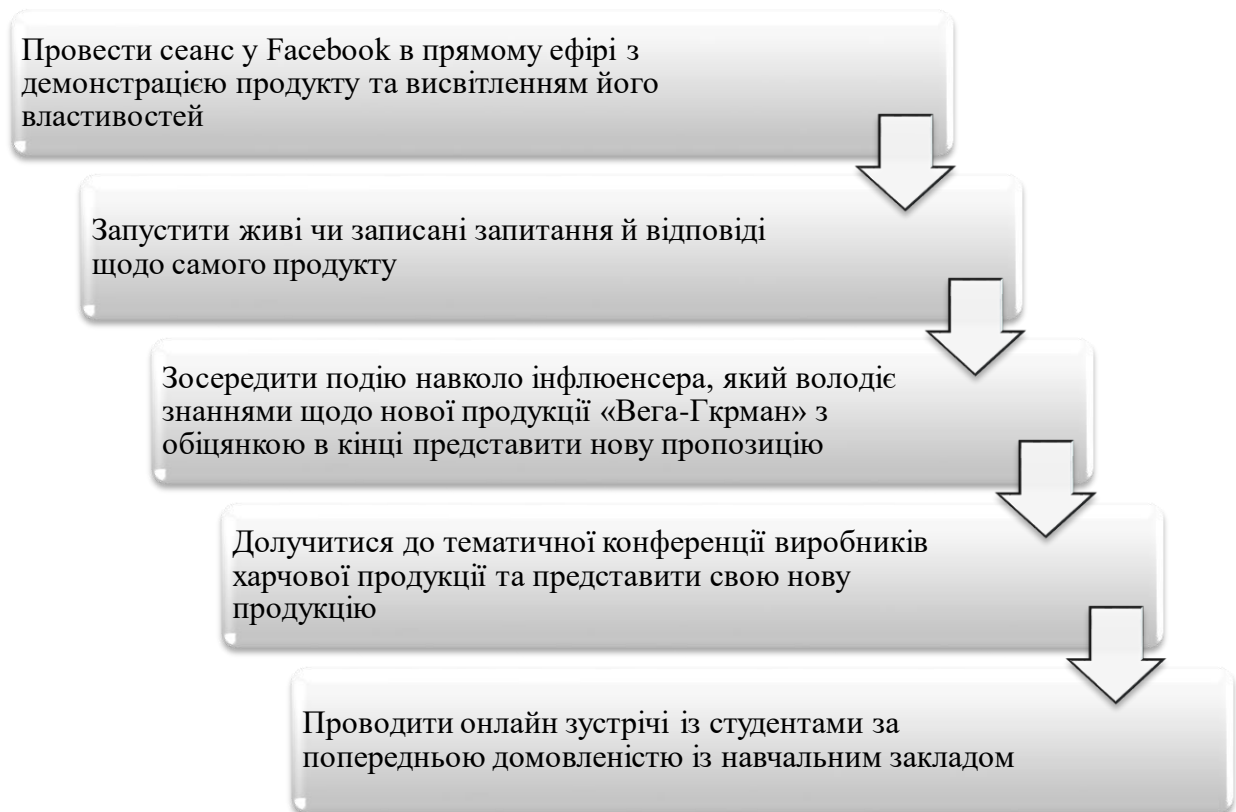 Провести сеанс у Facebook в прямому ефірі з
демонстрацією продукту та висвітленням його
властивостей
Запустити живі чи записані запитання й відповіді
щодо самого продукту
Зосередити подію навколо інфлюенсера, який володіє
знаннями щодо нової продукції «Вега-Гкрман» з
обіцянкою в кінці представити нову пропозицію
Долучитися до тематичної конференції виробників
харчової продукції та представити свою нову
продукцію
Проводити онлайн зустрічі із студентами за
попередньою домовленістю із навчальним закладом